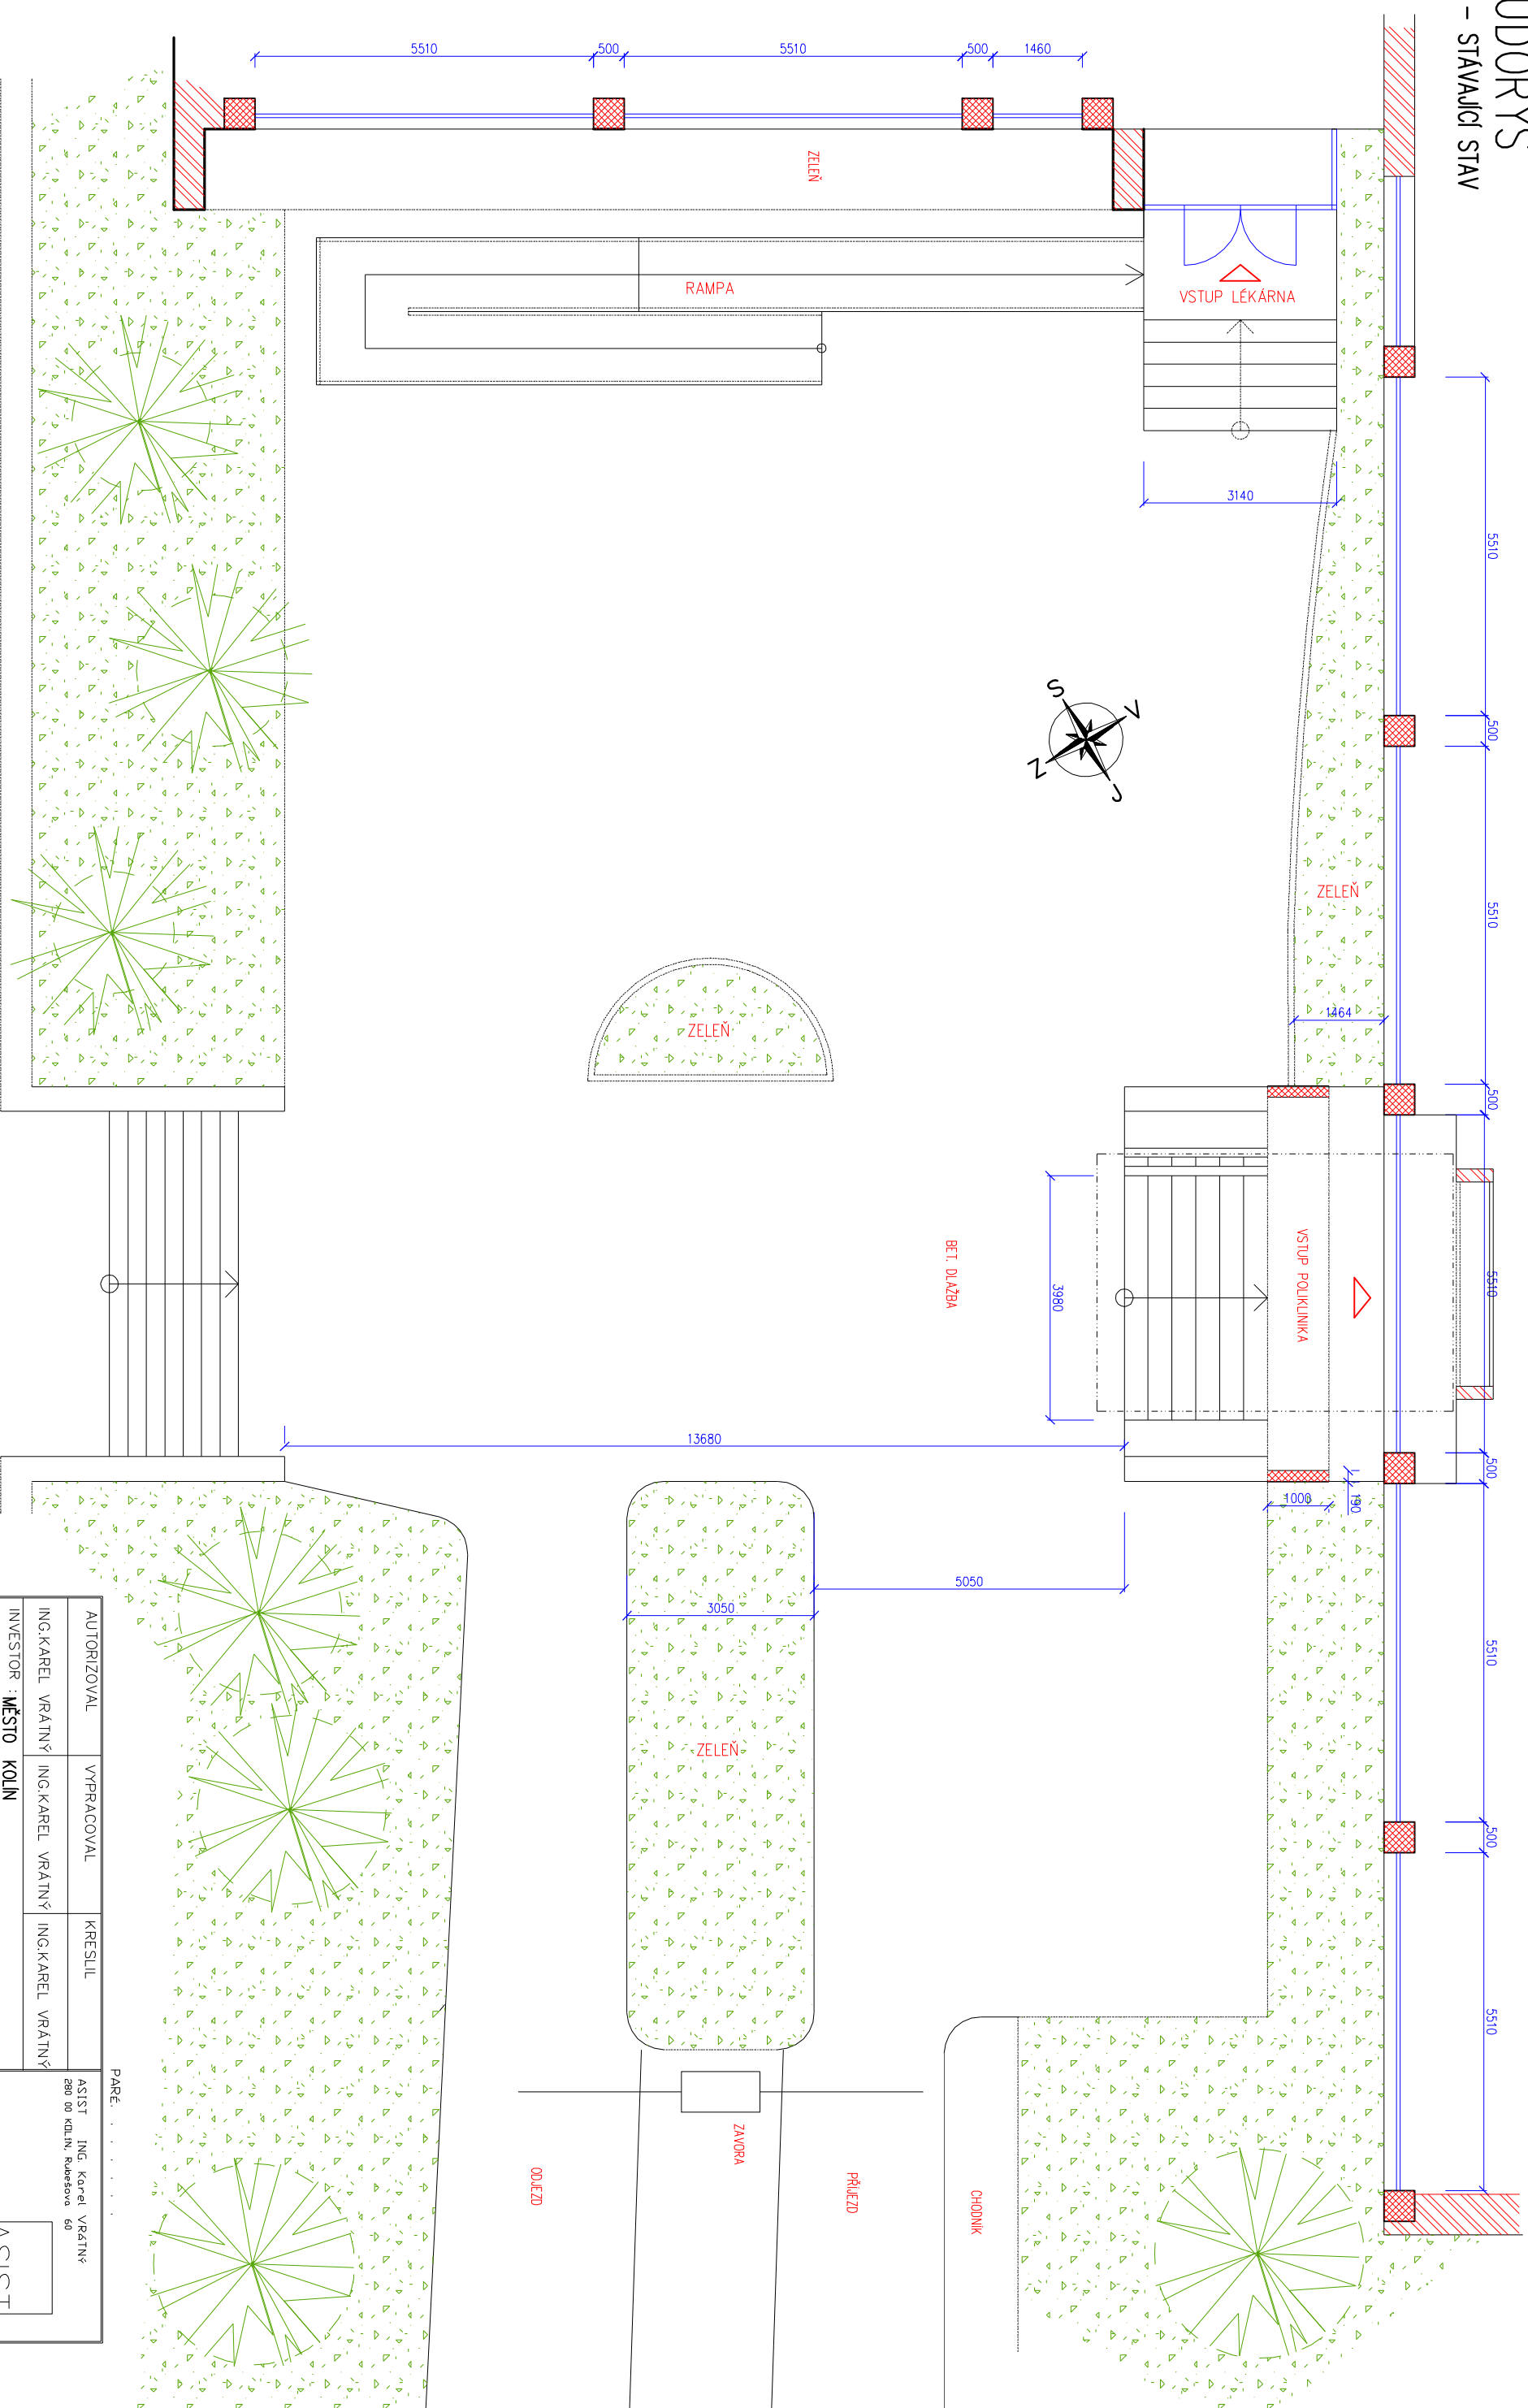 PŮDORYS
- STÁVAJÍCÍ STAV
5510
500
5510
500
1460
ZELEŇ
RAMPA
VSTUP LÉKÁRNA
3140
5510
500
5510
500
5510
500
5510
500
5510
S
V
J
Z
ZELEŇ
1464
ZELEŇ
BET. DLAŽBA
3980
VSTUP POLIKLINIKA
13680
1000
190
5050
3050
ZELEŇ
ZAVORA
ODJEZD
PŘÍJEZD
CHODNÍK
PARÉ. . . . . .
AUTORIZOVAL
VYPRACOVAL
KRESLIL
ING.KAREL VRÁTNÝ
ING.KAREL VRÁTNÝ
ING.KAREL VRÁTNÝ
INVESTOR : MĚSTO KOLÍN
ASIST ING. Karel VRÁTNÝ
280 00 KOLÍN, Rubešova 60
ASIST